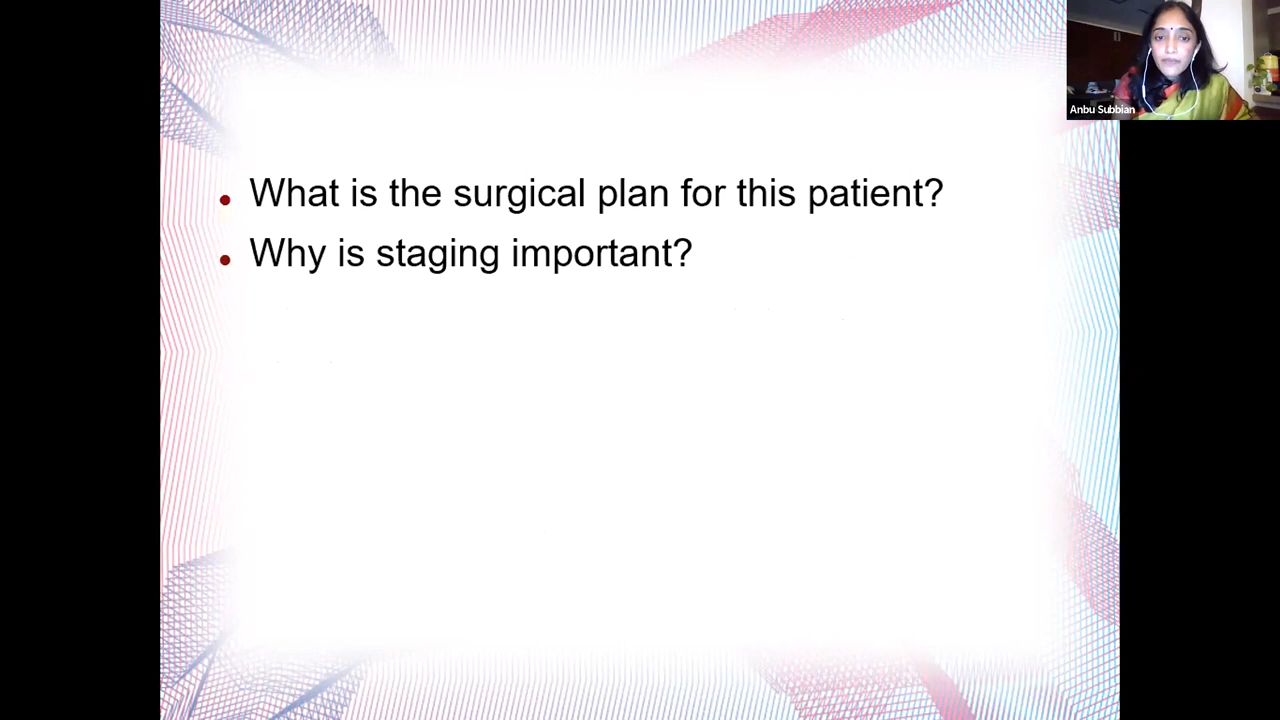 Anbu Subbian
What is the surgical plan for this patient?
Why is staging important?